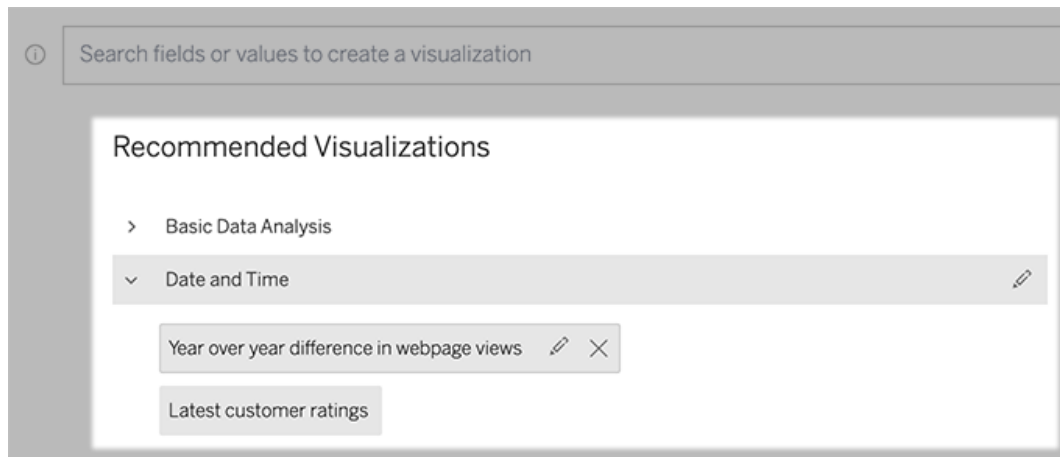 Search fields or values to create a visualization
Recommended Visualizations
Basic Data Analysis
Date and Time
Year over year difference in webpage views
Latest customer ratings